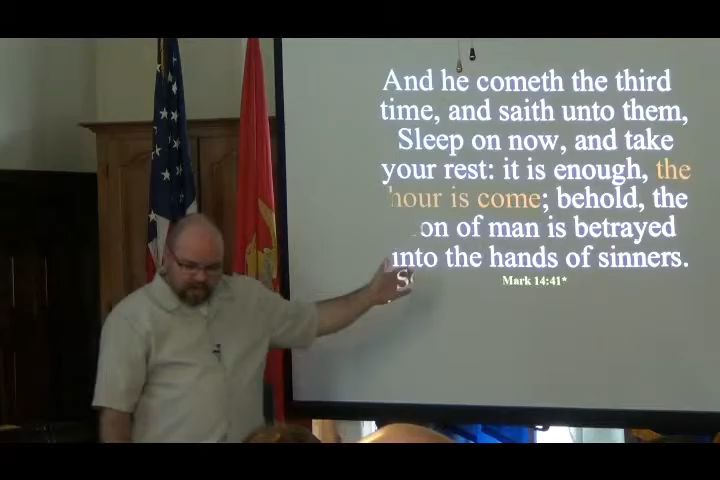 And he cometh the third
time, and saith unto them,
Sleep on now, and take
your rest: it is enough, the
hour is come; behold, the
on of man is betrayed
into the hands of sinners.
Mark 14:41*